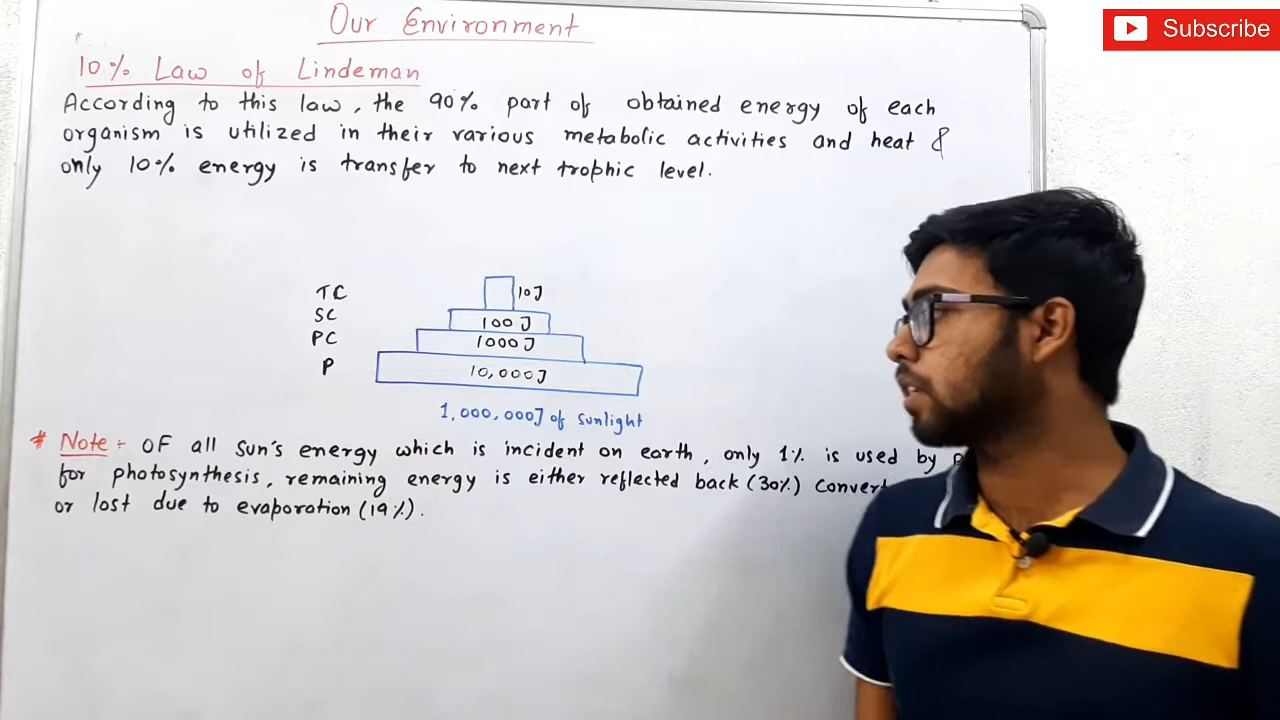 Our Environment
Subscribe
10% Law of Lindeman
According to this law, the 90% part of obtained energy of each
organism is utilized in their various metabolic activities and heat &
only 10% energy is transfer to next trophic level.
TC 10J
SC 100 J
PC 1000 J
P 10,000J
1,000,000J of sunlight
# Note :- OF all sun's energy which is incident on earth, only 1% is used by
for photosynthesis, remaining energy is either reflected back (30%)
or lost due to evaporation (19%).